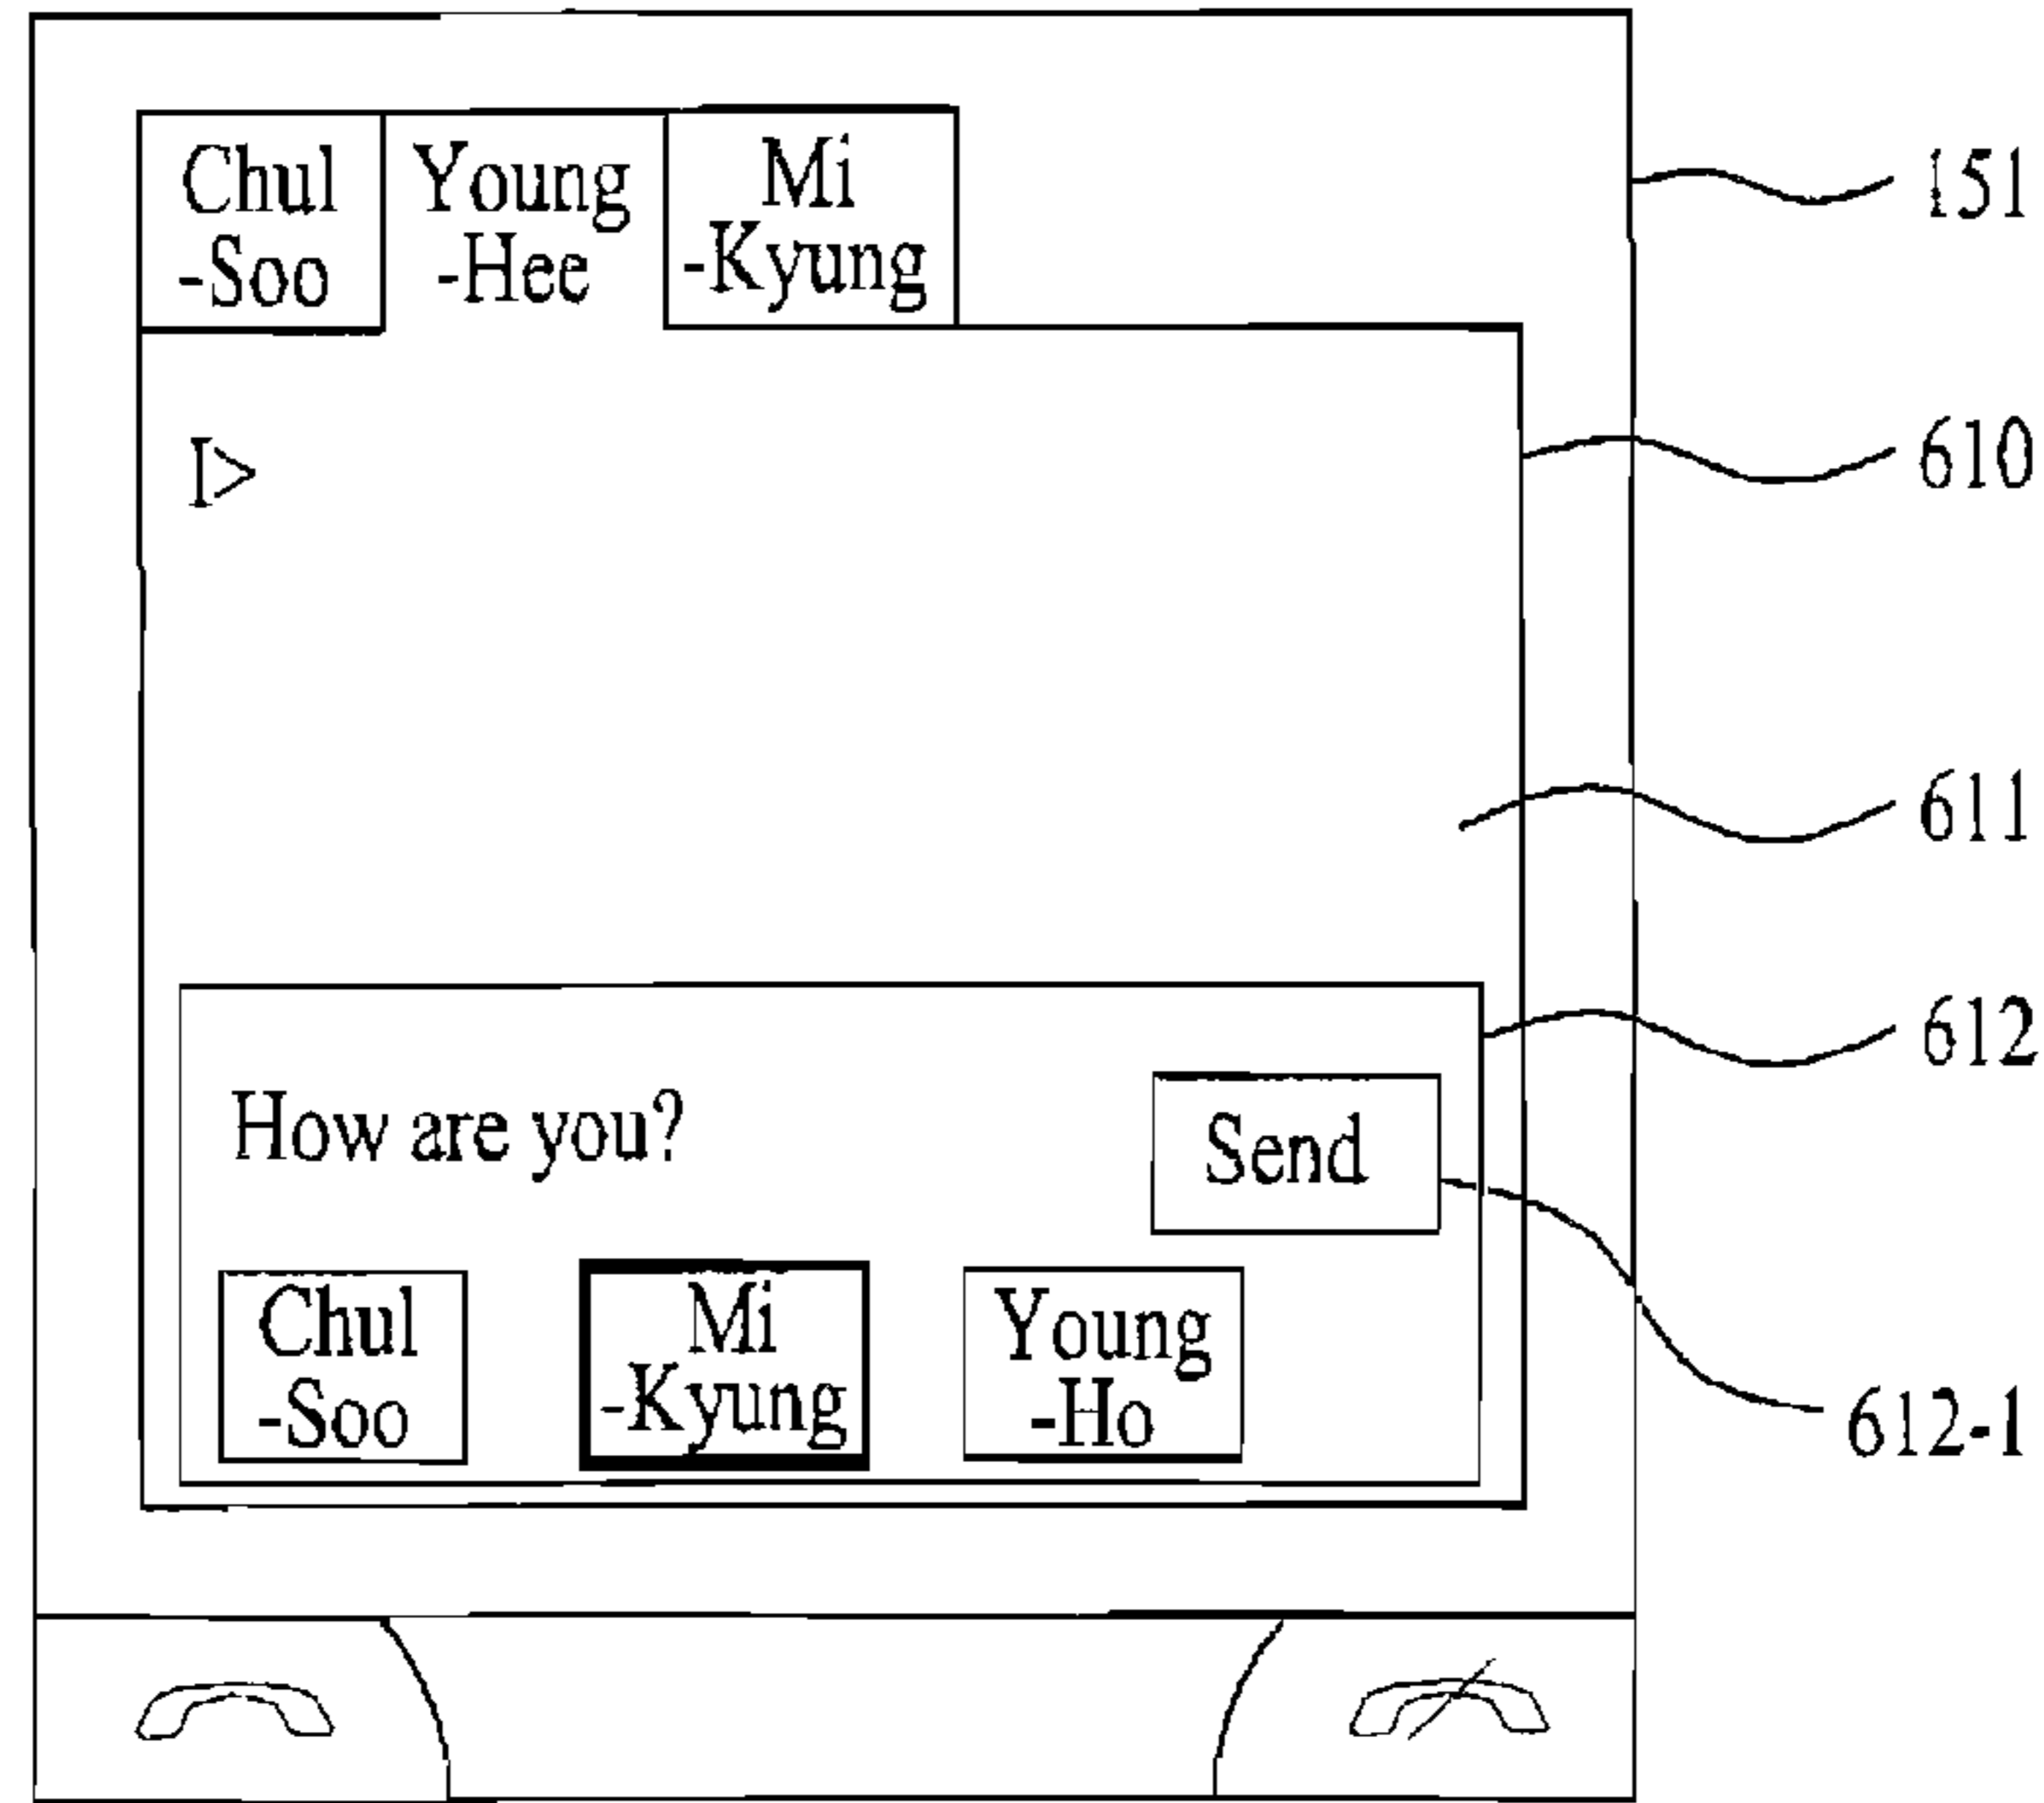 Chul
-Soo
Young
-Hee
Mi
-Kyung
151
I>
610
611
612
How are you?
Send
612-1
Chul
-Soo
Mi
-Kyung
Young
-Ho